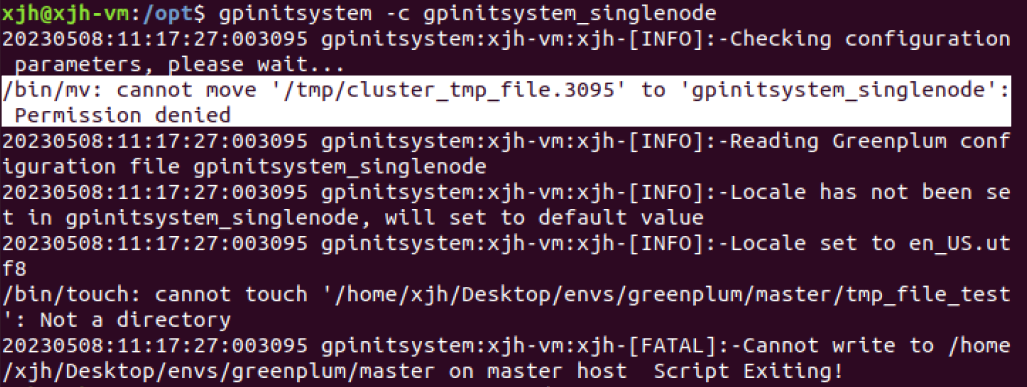 xjh@xjh-vm:/opt$ gpinitsystem -c gpinitsystem_singlenode
20230508:11:17:27:003095 gpinitsystem:xjh-vm:xjh-[INFO]:-Checking configuration
 parameters, please wait...
/bin/mv: cannot move '/tmp/cluster_tmp_file.3095' to 'gpinitsystem_singlenode':
 Permission denied
20230508:11:17:27:003095 gpinitsystem:xjh-vm:xjh-[INFO]:-Reading Greenplum conf
iguration file gpinitsystem_singlenode
20230508:11:17:27:003095 gpinitsystem:xjh-vm:xjh-[INFO]:-Locale has not been se
t in gpinitsystem_singlenode, will set to default value
20230508:11:17:27:003095 gpinitsystem:xjh-vm:xjh-[INFO]:-Locale set to en_US.ut
f8
/bin/touch: cannot touch '/home/xjh/Desktop/envs/greenplum/master/tmp_file_test
': Not a directory
20230508:11:17:27:003095 gpinitsystem:xjh-vm:xjh-[FATAL]:-Cannot write to /home
/xjh/Desktop/envs/greenplum/master on master host  Script Exiting!